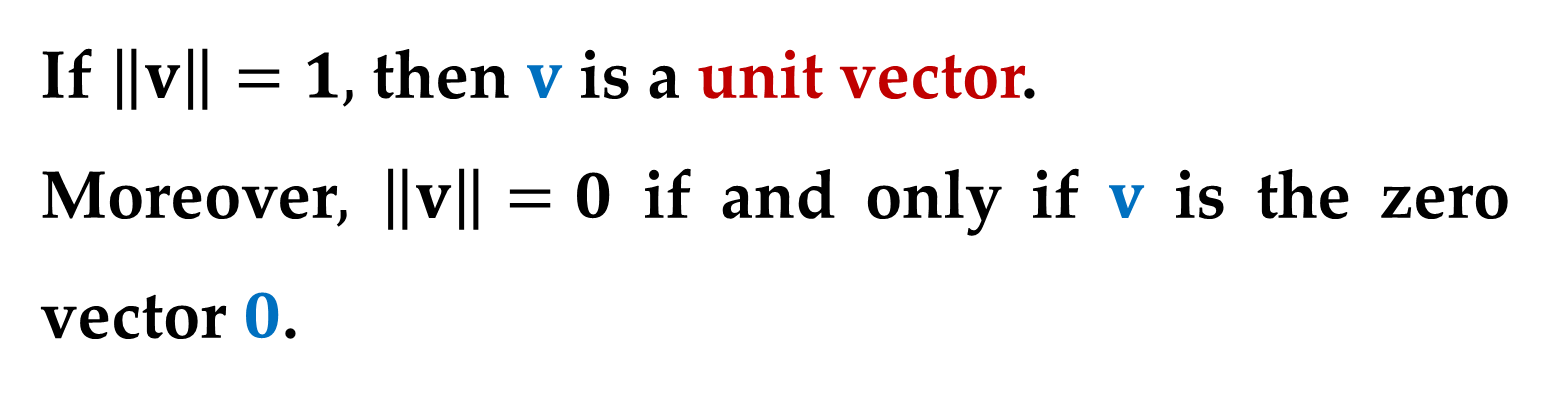 If ‖v‖ = 1, then v is a unit vector.
Moreover, ‖v‖ = 0 if and only if v is the zero
vector 0.